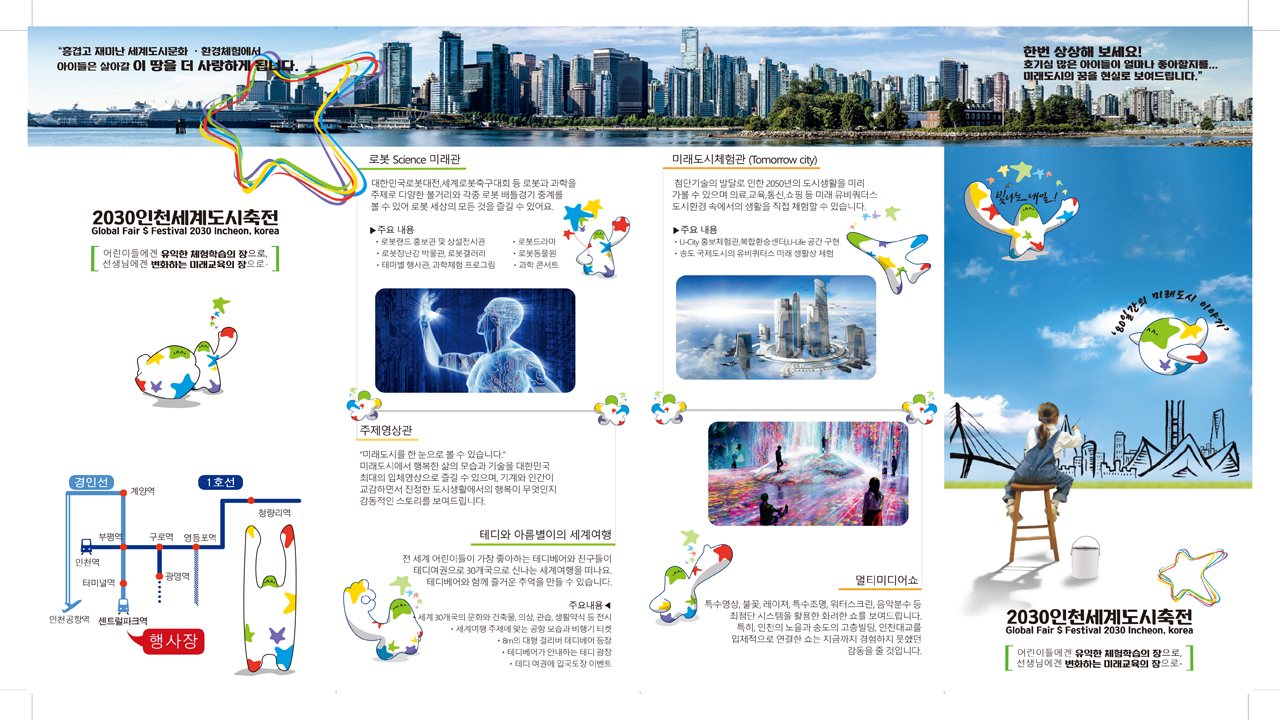 “흥겁고 재미난 세계도시문화 · 환경체험에서
아이들은 살아갈 이 땅을 더 사랑하게 됩니다.
한번 상상해 보세요!
호기심 많은 아이들이 얼마나 좋아할지를...
미래도시의 꿈을 현실로 보여드립니다.”
2030인천세계도시축전
Global Fair $ Festival 2030 Incheon, korea
어린이들에겐 유익한 체험학습의 장으로,
선생님에겐 변화하는 미래교육의 장으로-
경인선
1호선
계양역
청량리역
부평역
구로역
영등포역
인천역
광명역
터미널역
인천공항역
센트럴파크역
행사장
로봇 Science 미래관
대한민국로봇대전,세계로봇축구대회 등 로봇과 과학을
주제로 디양한 볼거리와 각종 로봇 배틀경기 중계를
볼 수 있어 로봇 세상의 모든 것을 즐길 수 있어요.
▶주요 내용
· 로봇랜드 홍보관 및 상설전시관
· 로봇장난감 박물관, 로봇갤러리
· 테마별 행사관, 과학체험 프로그림
· 로봇드라마
· 로봇동물원
· 과학 콘서트
주제영상관
“미래도시를 한 눈으로 볼 수 있습니다.”
미래도시에서 행복한 삶의 모습과 기술을 대한민국
최대의 입체영상으로 즐길 수 있으며, 기계와 인간이
교감하면서 진정한 도시생활에서의 행복이 무엇인지
감동적인 스토리를 보여드립니다.
테디와 아름별이의 세계여행
전 세계 어린이들이 가장 좋아하는 테디베어와 친구들이
테디여권으로 30개국으로 신나는 세계여행을 떠나요.
테디베어와 함께 즐거운 추억을 만들 수 있습니다.
주요내용◀
세계 30개국의 문화와 건축물, 의상, 관습, 생활약식 등 전시
· 세계여행 주제에 맞는 공항 모습과 비행기 티켓
· 8m의 대형 걸리버 테디베어 등장
· 테디베어가 안내하는 테디 광장
· 테디 여권에 입국도장 이벤트
미래도시체험관 (Tomorrow city)
첨단기술의 발달로 인한 2050년의 도시생활을 미리
가볼 수 있으며 의료,교육,통신,쇼핑 등 미래 유비쿼터스
도시환경 속에서의 생활을 직접 체험할 수 있습니다.
▶주요 내용
· U-City 홍보체험관,복합환승센터,U-Life 공간 구현
· 송도 국제도시의 유비쿼터스 미래 생활상 체험
멀티미디어쇼
특수영상, 불꽃, 레이져, 특수조명, 워터스크린, 음악분수 등
최첨단 시스템을 활용한 화려한 쇼를 보여드립니다.
특히, 인천의 노을과 송도의 고층빌딩, 인천대교를
입체적으로 연결한 쇼는 지금까지 경험하지 못했던
감동을 줄 것입니다.
빛나는 내일..!
'80일간의 미래도시 이야기'
2030인천세계도시축전
Global Fair $ Festival 2030 Incheon, korea
어린이들에겐 유익한 체험학습의 장으로,
선생님에겐 변화하는 미래교육의 장으로-